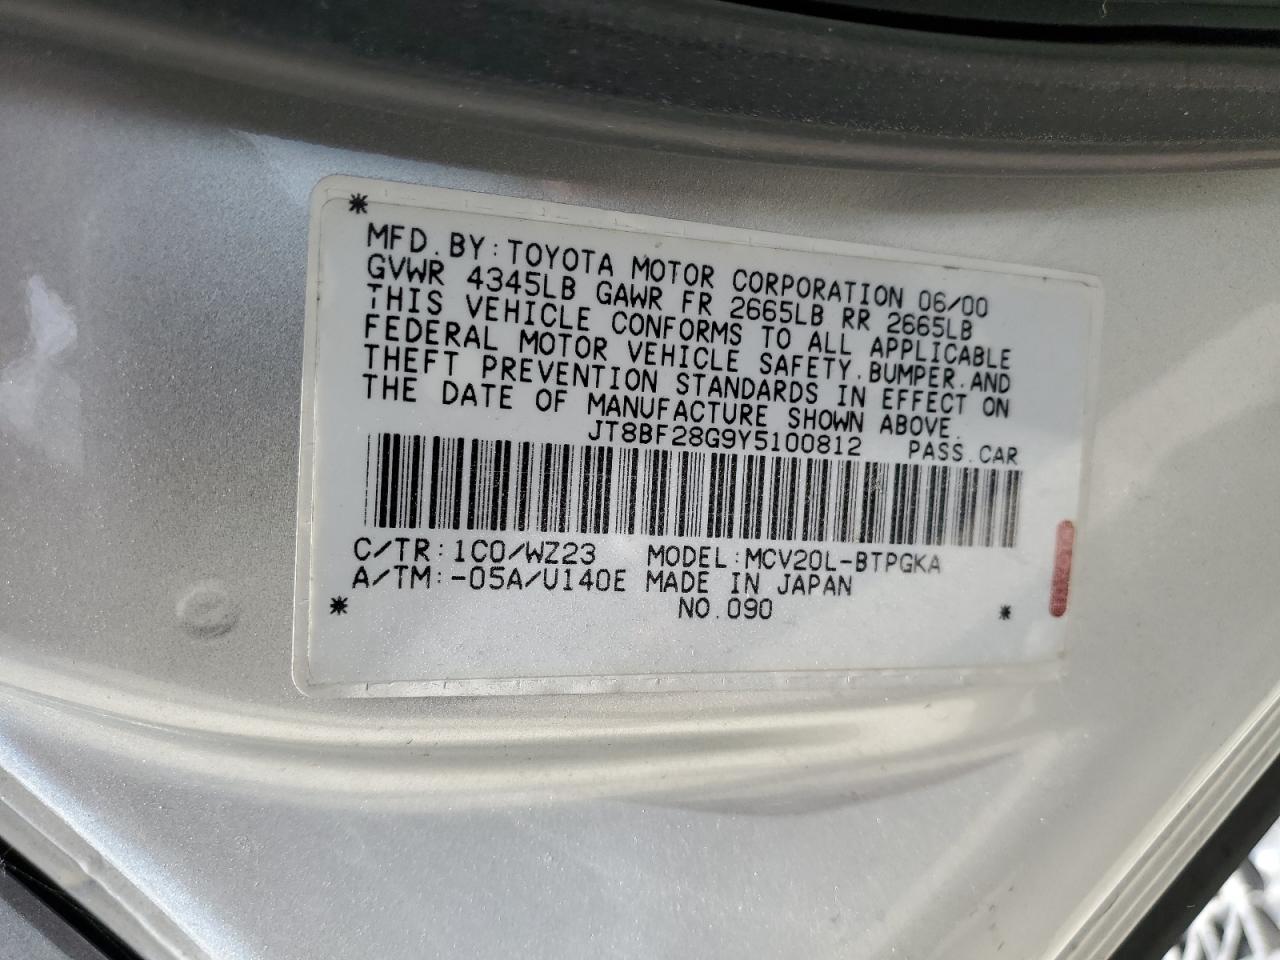 MFD. BY: TOYOTA MOTOR CORPORATION 06/00
GVWR 4345LB GAWR FR 2665LB RR 2665LB
THIS VEHICLE CONFORMS TO ALL APPLICABLE
FEDERAL MOTOR VEHICLE SAFETY, BUMPER, AND
THEFT PREVENTION STANDARDS IN EFFECT ON
THE DATE OF MANUFACTURE SHOWN ABOVE.
JT8BF28G9Y5100812 PASS. CAR
C/TR: 1C0/WZ23 MODEL: MCV20L-BTPGKA
A/TM: -05A/U140E MADE IN JAPAN
NO. 090